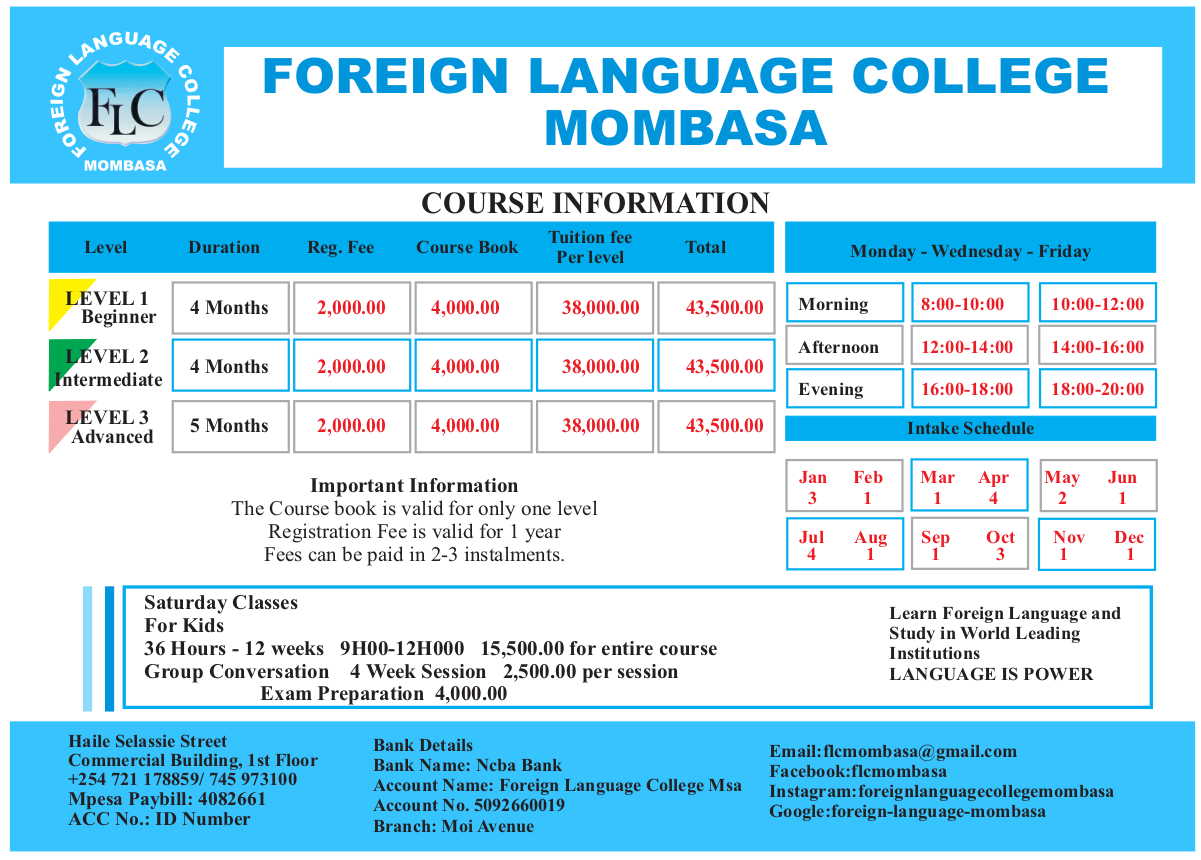 FOREIGN LANGUAGE COLLEGE
MOMBASA
FLC
FOREIGN LANGUAGE COLLEGE
MOMBASA
COURSE INFORMATION
Level Duration Reg. Fee Course Book Tuition fee Per level Total
LEVEL 1 Beginner 4 Months 2,000.00 4,000.00 38,000.00 43,500.00
LEVEL 2 Intermediate 4 Months 2,000.00 4,000.00 38,000.00 43,500.00
LEVEL 3 Advanced 5 Months 2,000.00 4,000.00 38,000.00 43,500.00
Important Information
The Course book is valid for only one level
Registration Fee is valid for 1 year
Fees can be paid in 2-3 instalments.
Monday - Wednesday - Friday
Morning 8:00-10:00 10:00-12:00
Afternoon 12:00-14:00 14:00-16:00
Evening 16:00-18:00 18:00-20:00
Intake Schedule
Jan Feb Mar Apr May Jun
3 1 1 4 2 1
Jul Aug Sep Oct Nov Dec
4 1 1 3 1 1
Saturday Classes
For Kids
36 Hours - 12 weeks 9H00-12H000 15,500.00 for entire course
Group Conversation 4 Week Session 2,500.00 per session
Exam Preparation 4,000.00
Learn Foreign Language and
Study in World Leading
Institutions
LANGUAGE IS POWER
Haile Selassie Street
Commercial Building, 1st Floor
+254 721 178859/ 745 973100
Mpesa Paybill: 4082661
ACC No.: ID Number
Bank Details
Bank Name: Ncba Bank
Account Name: Foreign Language College Msa
Account No. 5092660019
Branch: Moi Avenue
Email:flcmombasa@gmail.com
Facebook:flcmombasa
Instagram:foreignlanguagecollegemombasa
Google:foreign-language-mombasa